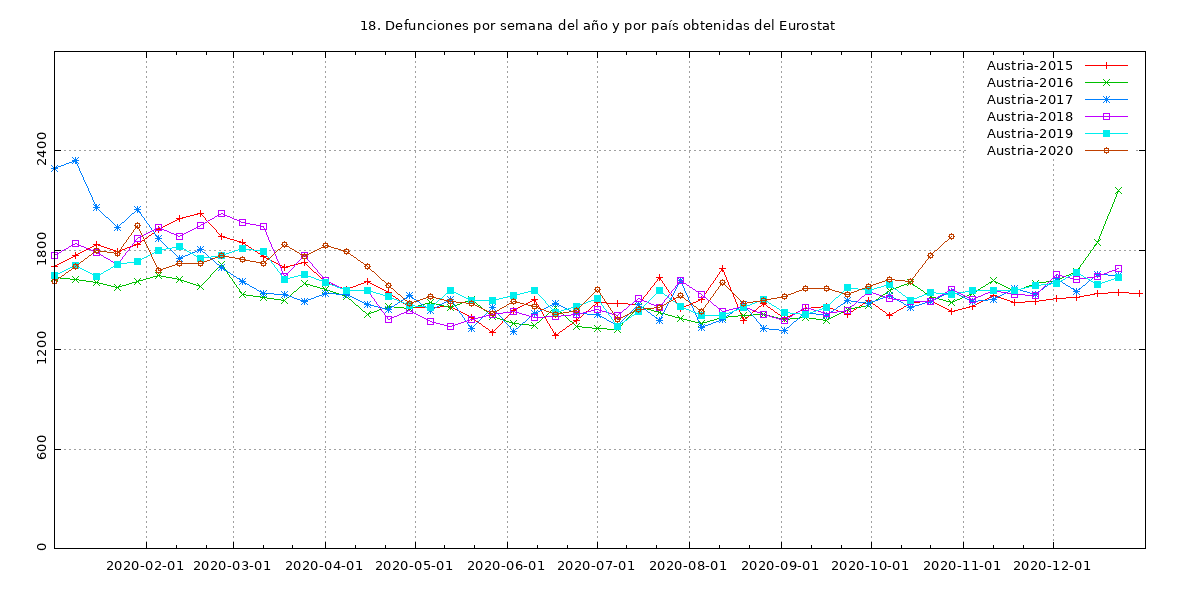 18. Defunciones por semana del año y por país obtenidas del Eurostat
Austria-2015
Austria-2016
Austria-2017
Austria-2018
Austria-2019
Austria-2020
2400
1800
1200
600
0
2020-02-01 2020-03-01 2020-04-01 2020-05-01 2020-06-01 2020-07-01 2020-08-01 2020-09-01 2020-10-01 2020-11-01 2020-12-01